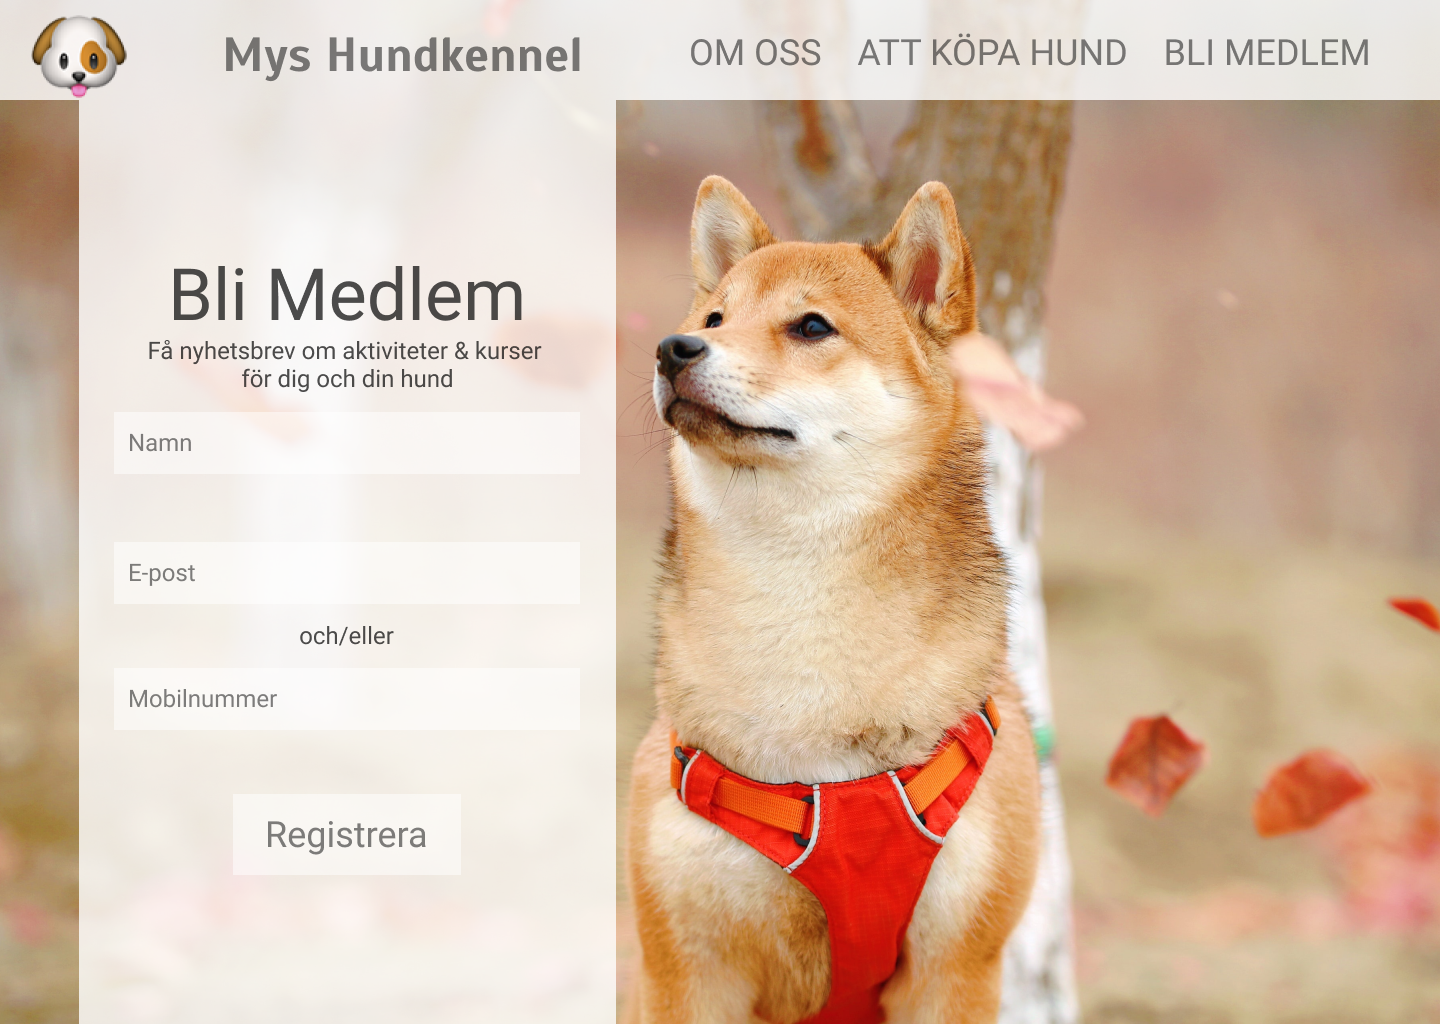 Mys Hundkennel
OM OSS
ATT KÖPA HUND
BLI MEDLEM
Bli Medlem
Få nyhetsbrev om aktiviteter & kurser
för dig och din hund
Namn
E-post
och/eller
Mobilnummer
Registrera